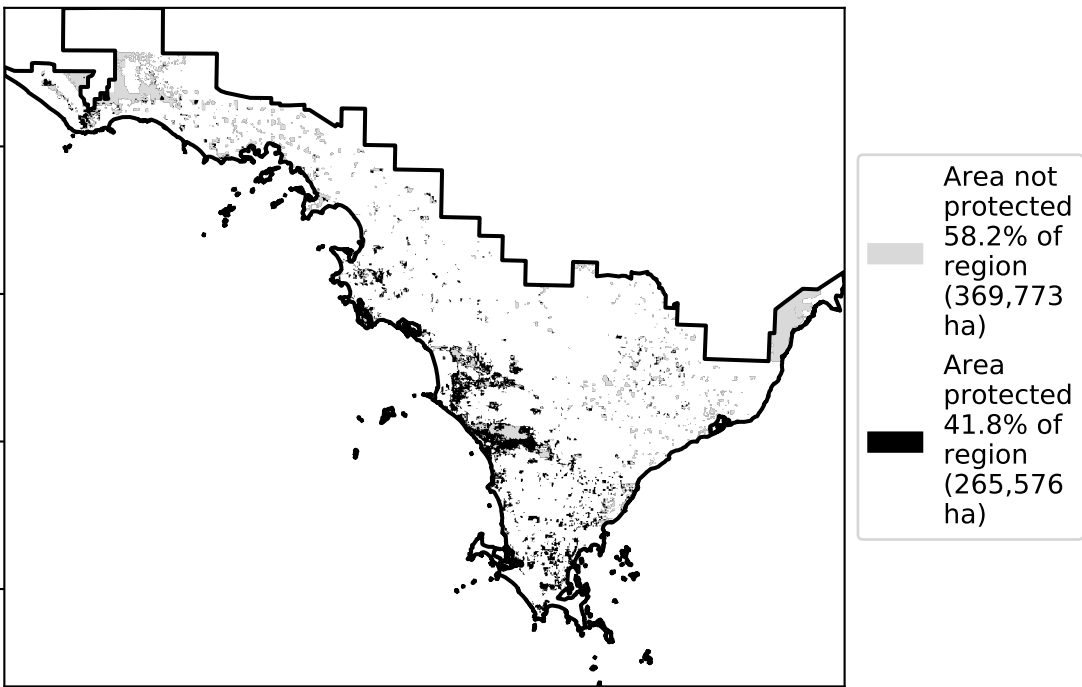 Area not
protected
58.2% of
region
(369,773
ha)
Area
protected
41.8% of
region
(265,576
ha)